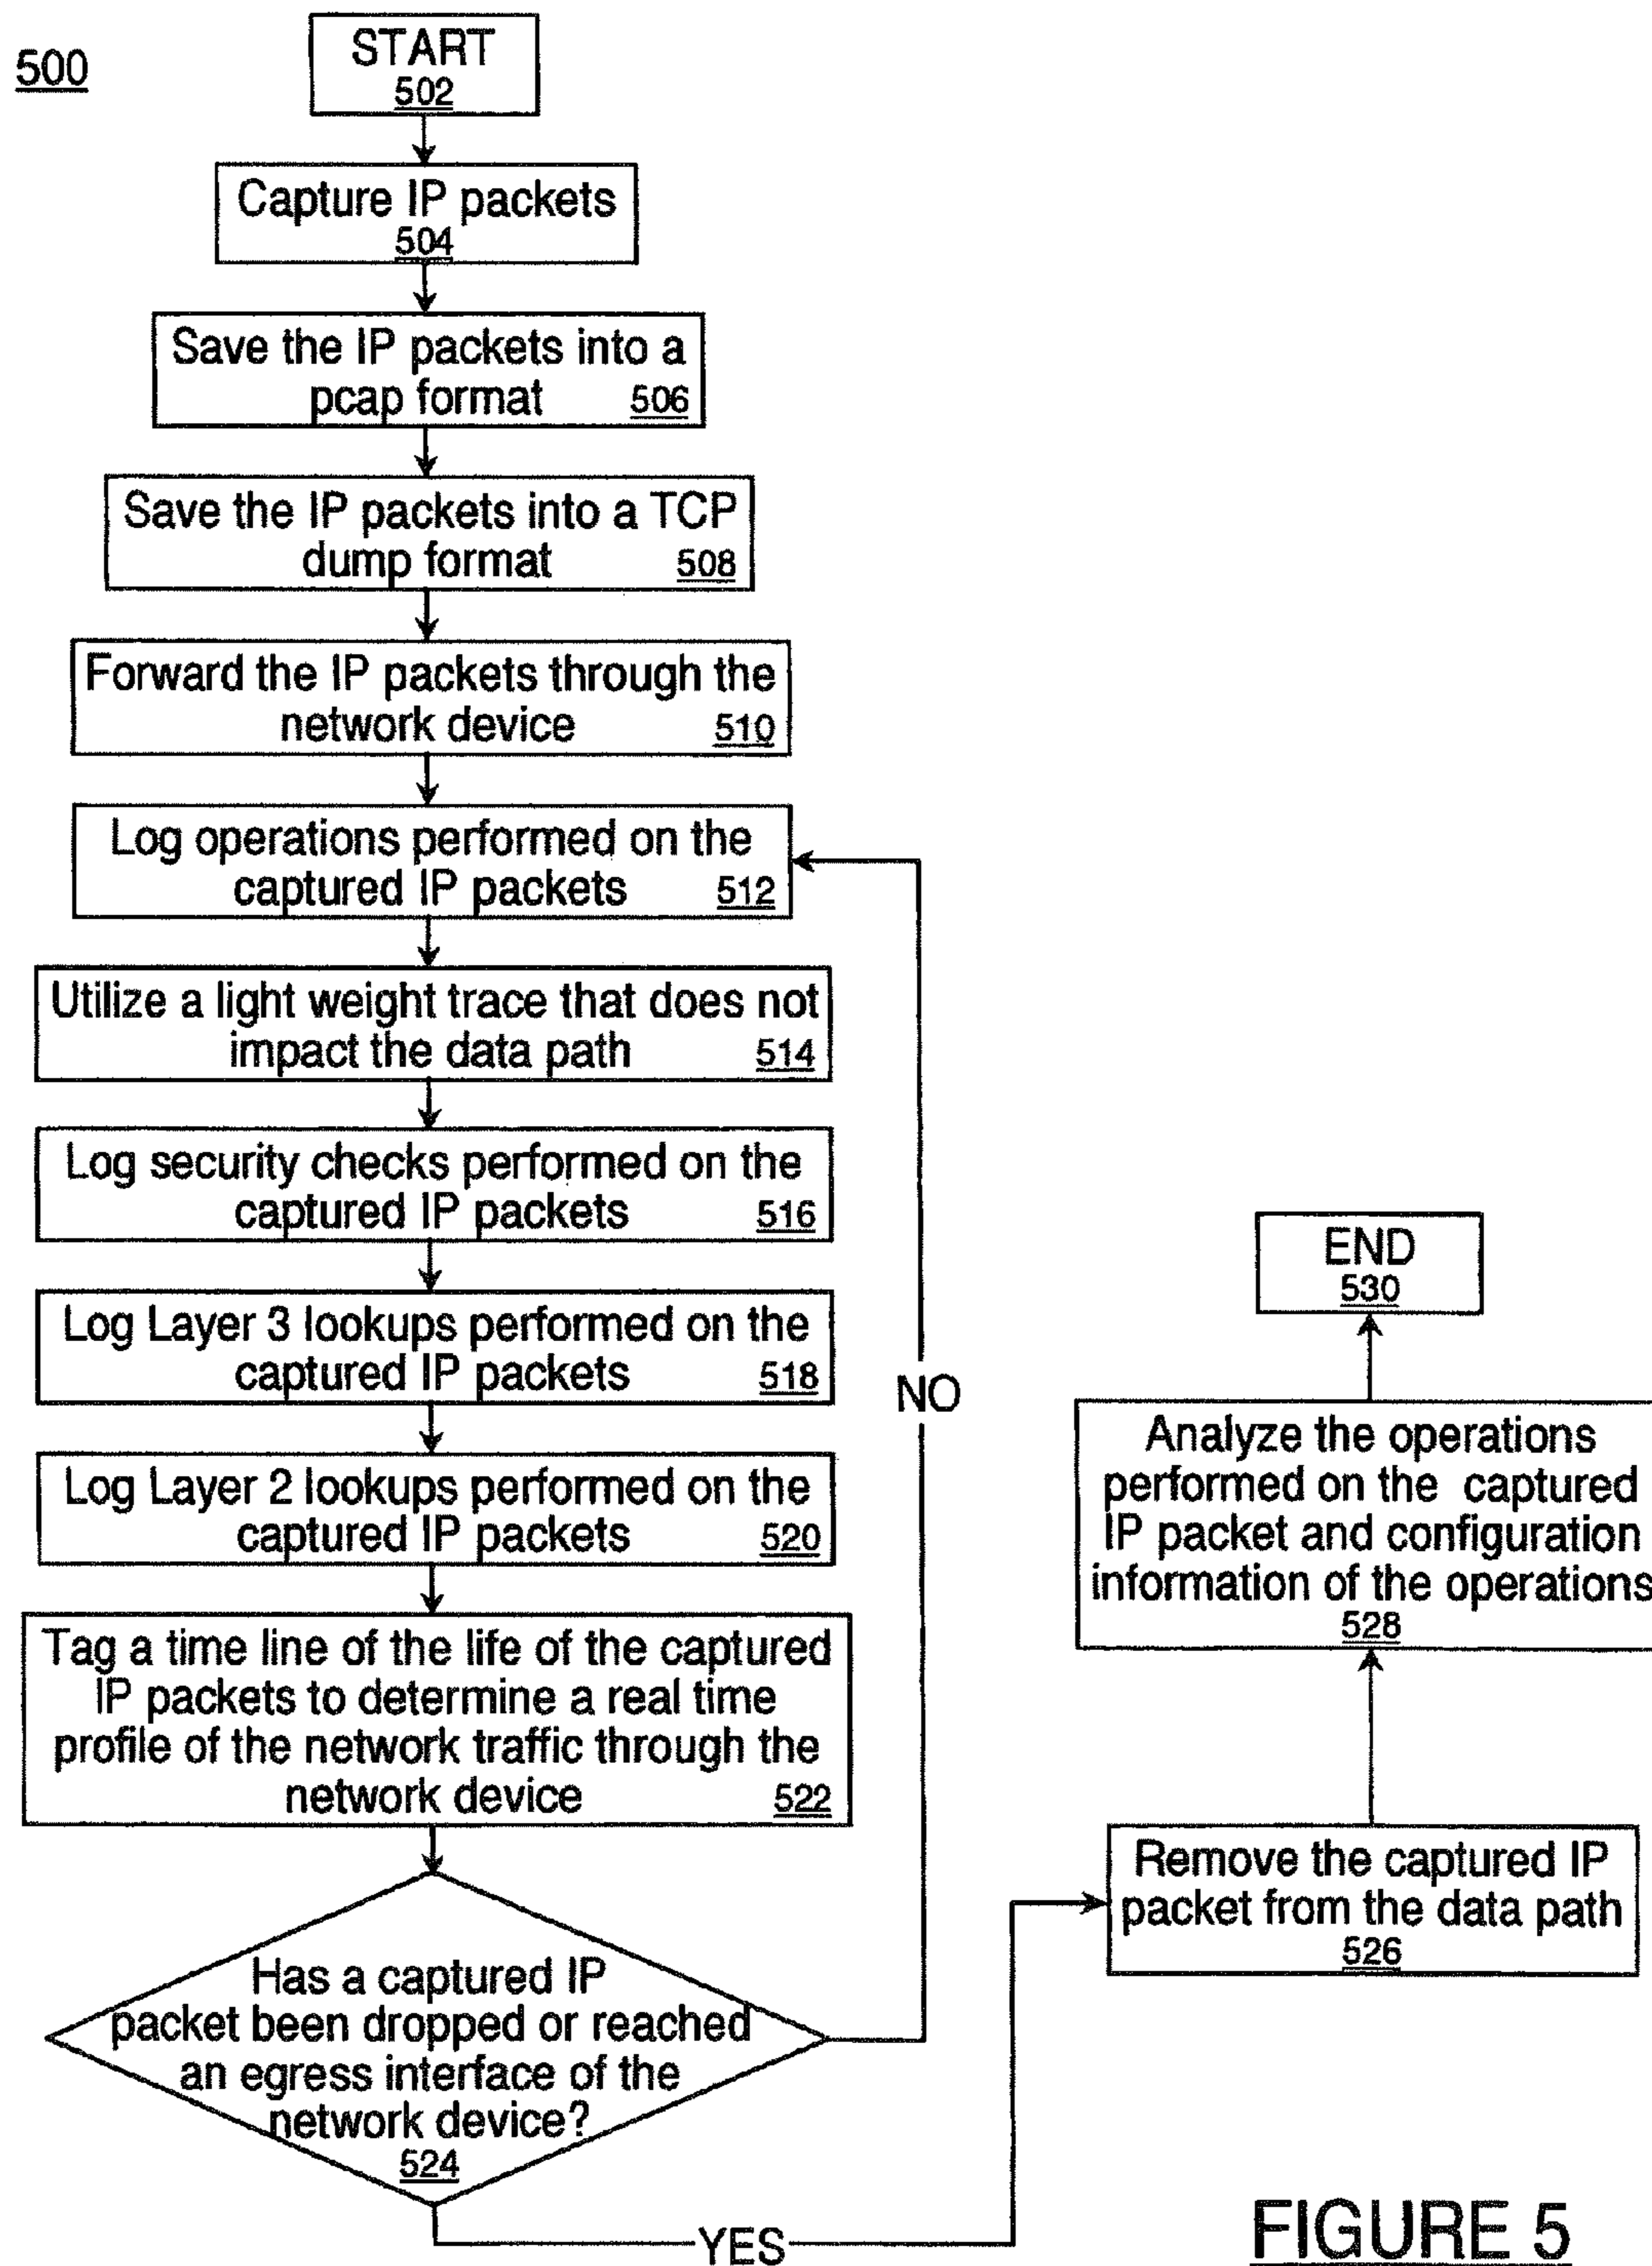 500
START
502
Capture IP packets
504
Save the IP packets into a
pcap format 506
Save the IP packets into a TCP
dump format 508
Forward the IP packets through the
network device 510
Log operations performed on the
captured IP packets 512
Utilize a light weight trace that does not
impact the data path 514
Log security checks performed on the
captured IP packets 516
Log Layer 3 lookups performed on the
captured IP packets 518
Log Layer 2 lookups performed on the
captured IP packets 520
Tag a time line of the life of the captured
IP packets to determine a real time
profile of the network traffic through the
network device 522
Has a captured IP
packet been dropped or reached
an egress interface of the
network device?
524
NO
YES
Remove the captured IP
packet from the data path
526
Analyze the operations
performed on the captured
IP packet and configuration
information of the operations
528
END
530
FIGURE 5